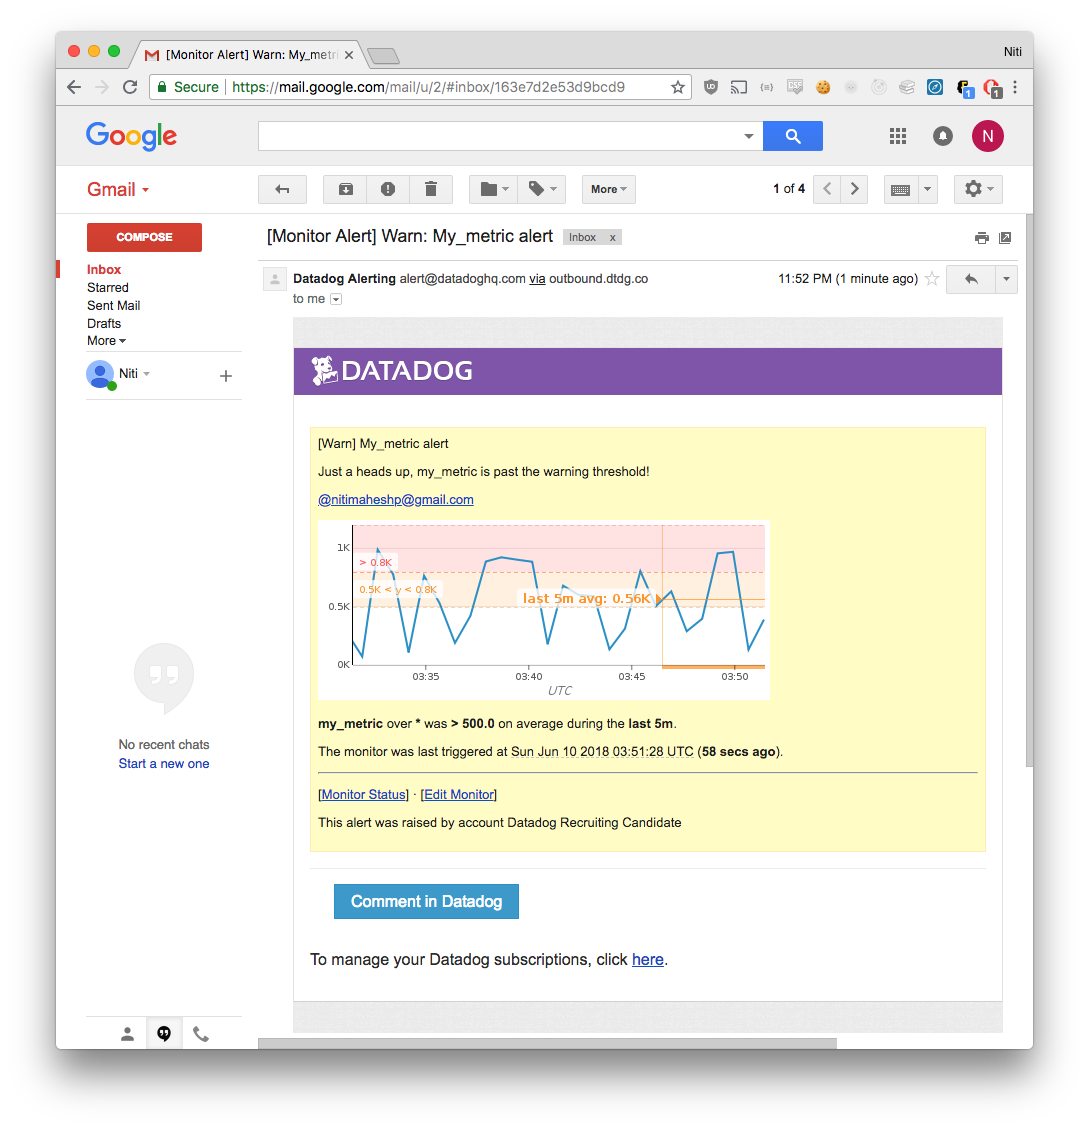 [Monitor Alert] Warn: My_metri
Niti
Secure https://mail.google.com/mail/u/2/#inbox/163e7d2e53d9bcd9
1
1
Google
N
Gmail
More
1 of 4
COMPOSE
Inbox
Starred
Sent Mail
Drafts
More
Niti
No recent chats
Start a new one
[Monitor Alert] Warn: My_metric alert Inbox x
Datadog Alerting alert@datadoghq.com via outbound.dtdg.co 11:52 PM (1 minute ago)
to me
DATADOG
[Warn] My_metric alert
Just a heads up, my_metric is past the warning threshold!
@nitimaheshp@gmail.com
1K
> 0.8K
0.5K < y < 0.8K
last 5m avg: 0.56K
0.5K
0K
03:35 03:40 03:45 03:50
UTC
my_metric over * was > 500.0 on average during the last 5m.
The monitor was last triggered at Sun Jun 10 2018 03:51:28 UTC (58 secs ago).
[Monitor Status] · [Edit Monitor]
This alert was raised by account Datadog Recruiting Candidate
Comment in Datadog
To manage your Datadog subscriptions, click here.